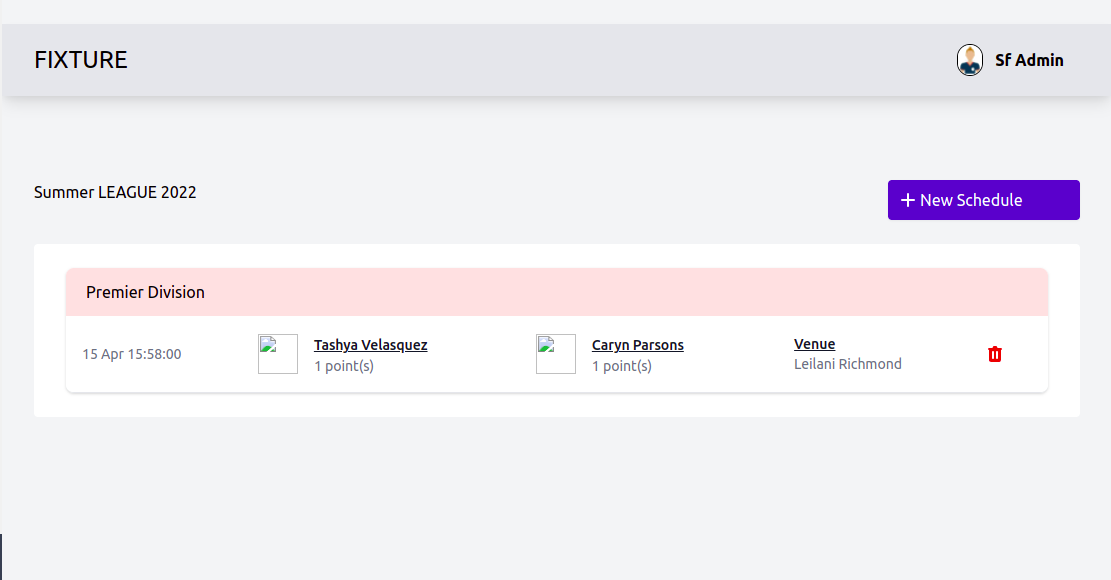 FIXTURE
Sf Admin
Summer LEAGUE 2022
New Schedule
Premier Division
15 Apr 15:58:00
Tashya Velasquez
1 point(s)
Caryn Parsons
1 point(s)
Venue
Leilani Richmond